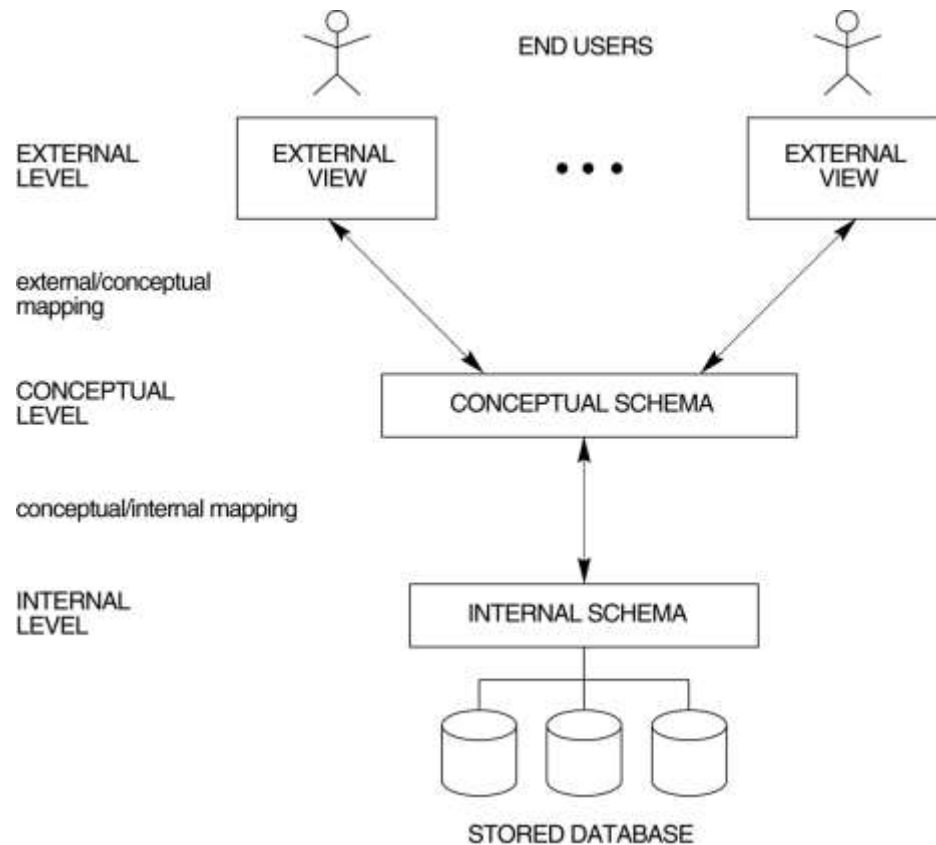 END USERS
EXTERNAL
LEVEL
EXTERNAL
VIEW
EXTERNAL
VIEW
external/conceptual
mapping
CONCEPTUAL
LEVEL
CONCEPTUAL SCHEMA
conceptual/internal mapping
INTERNAL
LEVEL
INTERNAL SCHEMA
STORED DATABASE